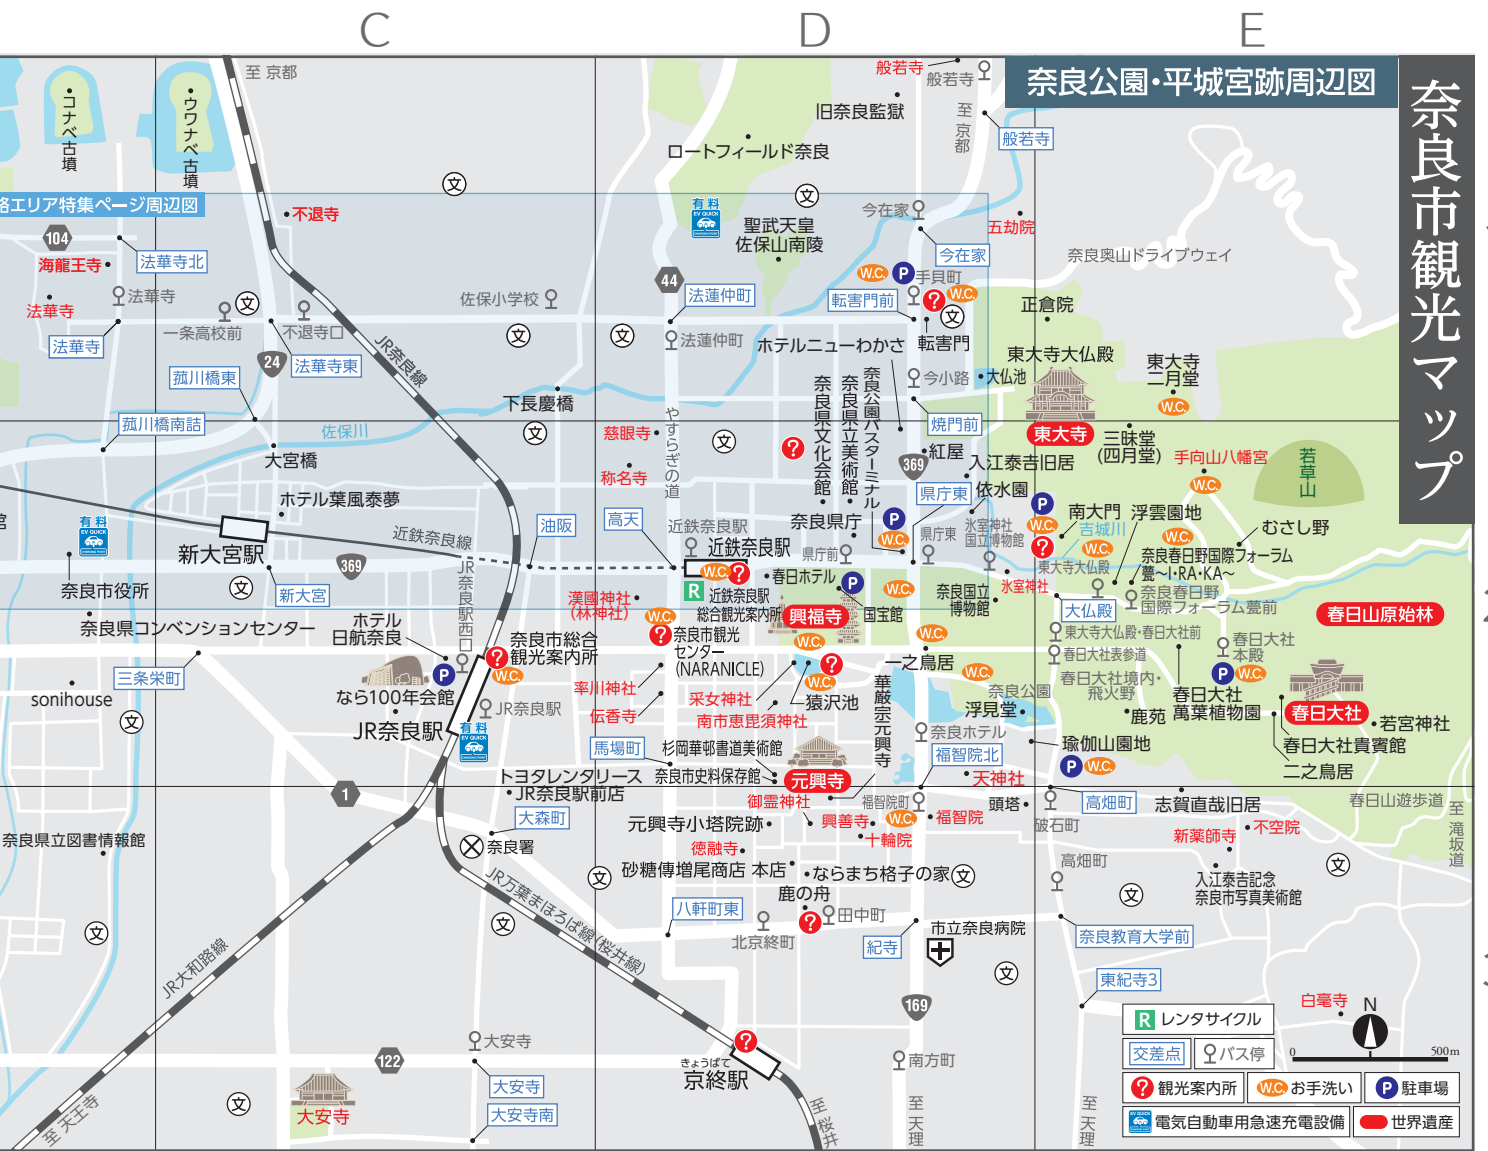 C
D
E
奈良市観光マップ
奈良公園・平城宮跡周辺図
至 京都
コナベ古墳
ウワナベ古墳
路エリア特集ページ周辺図
不退寺
104
海龍王寺
法華寺北
法華寺
法華寺
法華寺
一条高校前
不退寺口
24
法華寺東
菰川橋東
菰川橋南詰
佐保小学校
JR奈良線
下長慶橋
佐保川
大宮橋
ホテル葉風泰夢
新大宮駅
近鉄奈良線
369
油阪
有料
EV QUICK
奈良市役所
新大宮
奈良県コンベンションセンター
ホテル
日航奈良
JR奈良駅西口
奈良市総合
観光案内所
三条栄町
sonihouse
なら100年会館
JR奈良駅
JR奈良駅
有料
EV QUICK
トヨタレンタリース
JR奈良駅前店
1
大森町
奈良署
奈良県立図書情報館
JR万葉まほろば線(桜井線)
JR大和路線
至 天王寺
122
大安寺
大安寺
大安寺
大安寺南
般若寺
般若寺
旧奈良監獄
至 京都
般若寺
ロートフィールド奈良
有料
EV QUICK
聖武天皇
佐保山南陵
今在家
今在家
五劫院
44
法蓮仲町
法蓮仲町
手貝町
転害門前
転害門
ホテルニューわかさ
今小路
大仏池
焼門前
やすらぎの道
慈眼寺
称名寺
奈良県文化会館
奈良県立美術館
奈良公園バスターミナル
紅屋
369
入江泰吉旧居
県庁東
依水園
高天
近鉄奈良駅
近鉄奈良駅
奈良県庁
県庁前
県庁東
氷室神社
国立博物館
氷室神社
春日ホテル
近鉄奈良駅
総合観光案内所
漢國神社
(林神社)
興福寺
国宝館
奈良国立
博物館
奈良市観光
センター
(NARANICLE)
率川神社
伝香寺
采女神社
猿沢池
南市恵毘須神社
一之鳥居
華厳宗元興寺
奈良公園
浮見堂
奈良ホテル
馬場町
杉岡華邨書道美術館
奈良市史料保存館
元興寺
福智院北
天神社
御霊神社
福智院町
頭塔
元興寺小塔院跡
興善寺
福智院
徳融寺
十輪院
砂糖傳増尾商店 本店
ならまち格子の家
鹿の舟
田中町
八軒町東
北京終町
紀寺
市立奈良病院
169
きょうばて
京終駅
南方町
至 桜井
至 天理
至 天理
奈良奥山ドライブウェイ
正倉院
東大寺大仏殿
東大寺
二月堂
東大寺
三昧堂
(四月堂)
手向山八幡宮
若草山
南大門
吉城川
浮雲園地
むさし野
奈良春日野国際フォーラム
甍~I・RA・KA~
東大寺大仏殿
奈良春日野
国際フォーラム甍前
大仏殿
春日山原始林
東大寺大仏殿・春日大社前
春日大社表参道
春日大社
本殿
春日大社境内・
飛火野
春日大社
萬葉植物園
春日大社
若宮神社
鹿苑
春日大社貴賓館
二之鳥居
瑜伽山園地
高畑町
志賀直哉旧居
春日山遊歩道
至 滝坂道
破石町
新薬師寺
不空院
高畑町
入江泰吉記念
奈良市写真美術館
奈良教育大学前
東紀寺3
白毫寺
N
0
500m
R レンタサイクル
交差点
バス停
? 観光案内所
W.C. お手洗い
P 駐車場
EV QUICK 電気自動車用急速充電設備
世界遺産